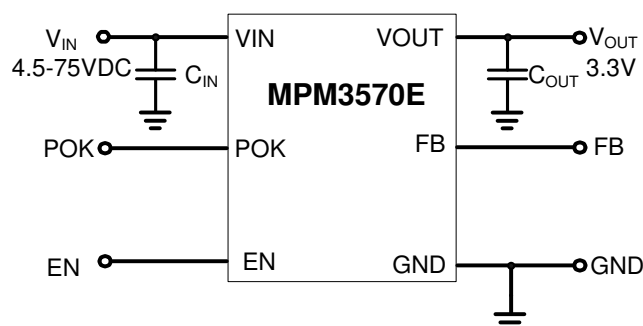 VIN VIN VOUT VOUT
4.5-75VDC CIN COUT 3.3V
MPM3570E
POK POK FB FB
EN EN GND GND